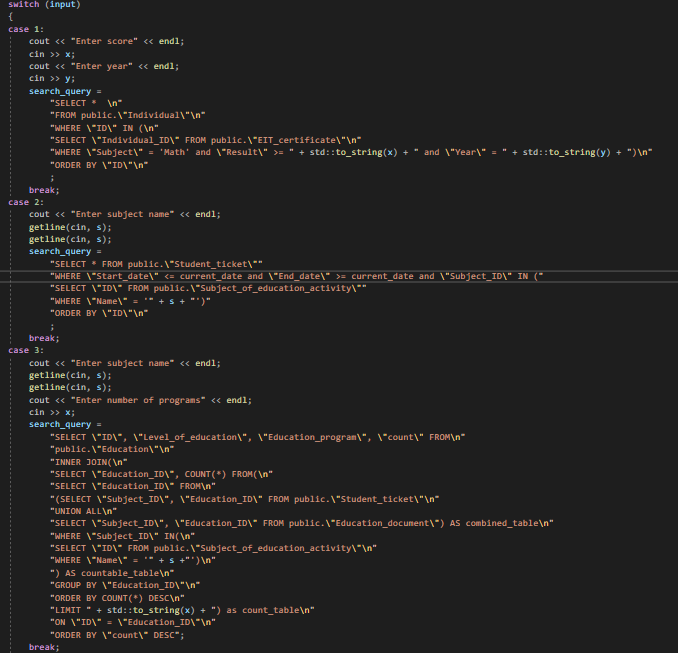 switch (input)
{
case 1:
cout << "Enter score" << endl;
cin >> x;
cout << "Enter year" << endl;
cin >> y;
search_query =
"SELECT *  \n"
"FROM public.\"Individual\"\n"
"WHERE \"ID\" IN (\n"
"SELECT \"Individual_ID\" FROM public.\"EIT_certificate\"\n"
"WHERE \"Subject\" = 'Math' and \"Result\" >= " + std::to_string(x) + " and \"Year\" = " + std::to_string(y) + ")\n"
"ORDER BY \"ID\"\n"
;
break;
case 2:
cout << "Enter subject name" << endl;
getline(cin, s);
getline(cin, s);
search_query =
"SELECT * FROM public.\"Student_ticket\""
"WHERE \"Start_date\" <= current_date and \"End_date\" >= current_date and \"Subject_ID\" IN ("
"SELECT \"ID\" FROM public.\"Subject_of_education_activity\""
"WHERE \"Name\" = '" + s + "')"
"ORDER BY \"ID\"\n"
;
break;
case 3:
cout << "Enter subject name" << endl;
getline(cin, s);
getline(cin, s);
cout << "Enter number of programs" << endl;
cin >> x;
search_query =
"SELECT \"ID\", \"Level_of_education\", \"Education_program\", \"count\" FROM\n"
"public.\"Education\"\n"
"INNER JOIN(\n"
"SELECT \"Education_ID\", COUNT(*) FROM(\n"
"SELECT \"Education_ID\" FROM\n"
"(SELECT \"Subject_ID\", \"Education_ID\" FROM public.\"Student_ticket\"\n"
"UNION ALL\n"
"SELECT \"Subject_ID\", \"Education_ID\" FROM public.\"Education_document\") AS combined_table\n"
"WHERE \"Subject_ID\" IN(\n"
"SELECT \"ID\" FROM public.\"Subject_of_education_activity\"\n"
"WHERE \"Name\" = '" + s +"')\n"
") AS countable_table\n"
"GROUP BY \"Education_ID\"\n"
"ORDER BY COUNT(*) DESC\n"
"LIMIT " + std::to_string(x) + ") as count_table\n"
"ON \"ID\" = \"Education_ID\"\n"
"ORDER BY \"count\" DESC";
break;